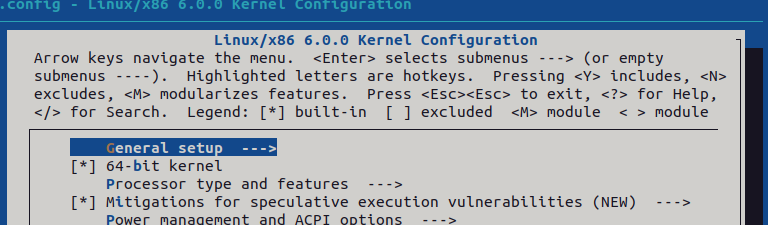 .config - Linux/x86 6.0.0 Kernel Configuration
Linux/x86 6.0.0 Kernel Configuration
Arrow keys navigate the menu.  <Enter> selects submenus ---> (or empty
submenus ----).  Highlighted letters are hotkeys.  Pressing <Y> includes, <N>
excludes, <M> modularizes features.  Press <Esc><Esc> to exit, <?> for Help,
</> for Search.  Legend: [*] built-in  [ ] excluded  <M> module  < > module
General setup  --->
[*] 64-bit kernel
Processor type and features  --->
[*] Mitigations for speculative execution vulnerabilities (NEW)  --->
Power management and ACPI options  --->